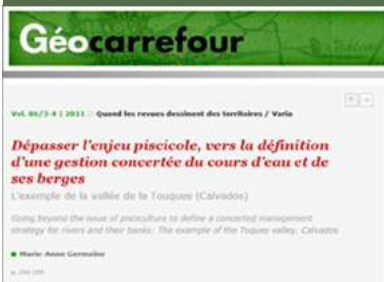 Géocarrefour
Vol. 86/3-4 | 2011 : Quand les revues dessinent des territoires / Varia
Dépasser l'enjeu piscicole, vers la définition
d'une gestion concertée du cours d'eau et de
ses berges
L'exemple de la vallée de la Touques (Calvados)
Going beyond the issue of pisciculture to define a concerted management
strategy for rivers and their banks: The example of the Toques valley, Calvados
Marie-Anne Germaine